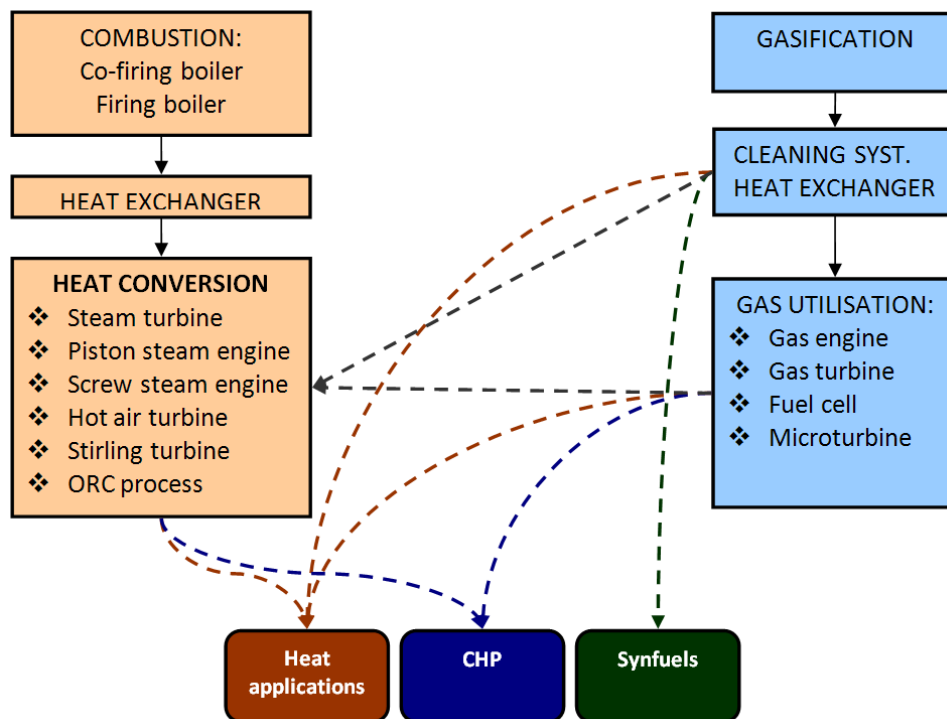 COMBUSTION:
Co-firing boiler
Firing boiler
HEAT EXCHANGER
HEAT CONVERSION
❖ Steam turbine
❖ Piston steam engine
❖ Screw steam engine
❖ Hot air turbine
❖ Stirling turbine
❖ ORC process
GASIFICATION
CLEANING SYST.
HEAT EXCHANGER
GAS UTILISATION:
❖ Gas engine
❖ Gas turbine
❖ Fuel cell
❖ Microturbine
Heat
applications
CHP
Synfuels